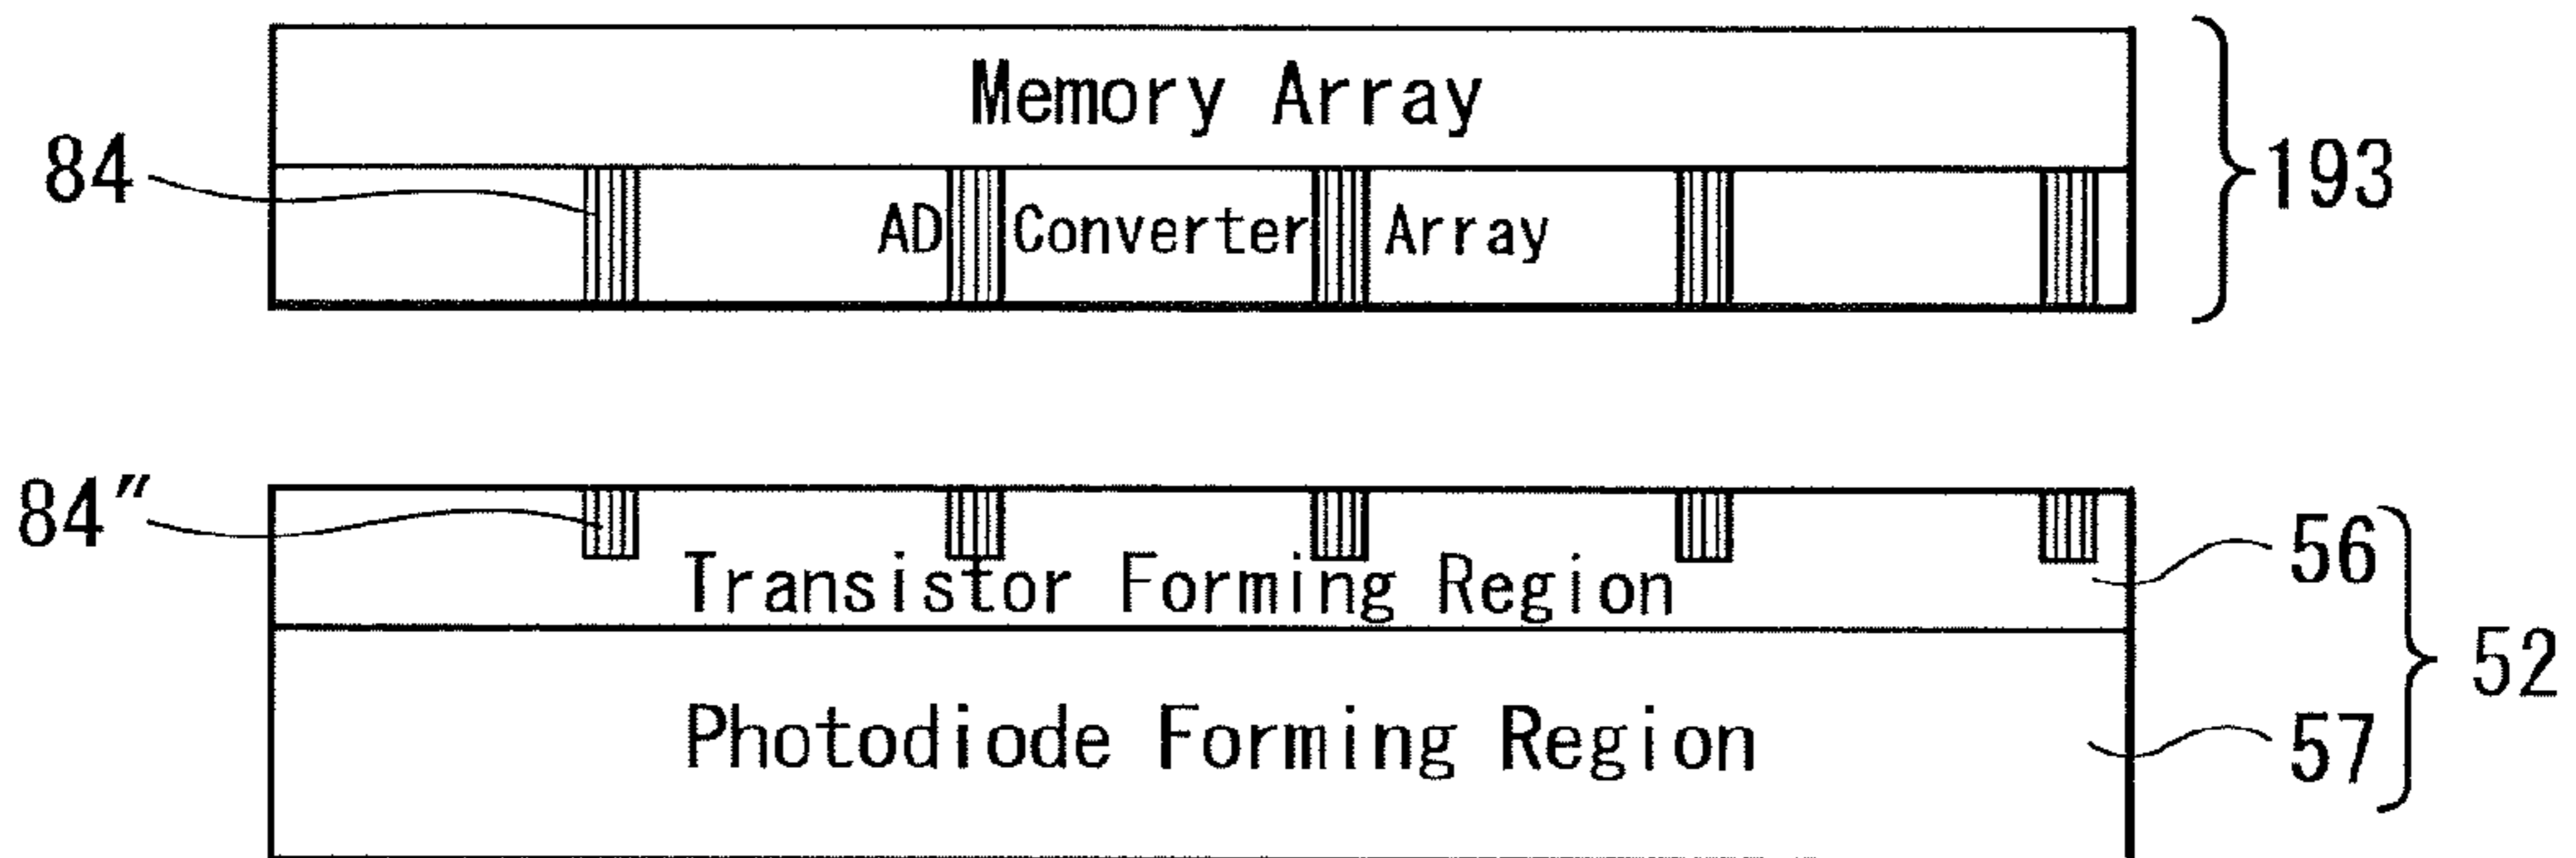 Memory Array
84
193
AD Converter Array
84″
Transistor Forming Region
56
52
Photodiode Forming Region
57